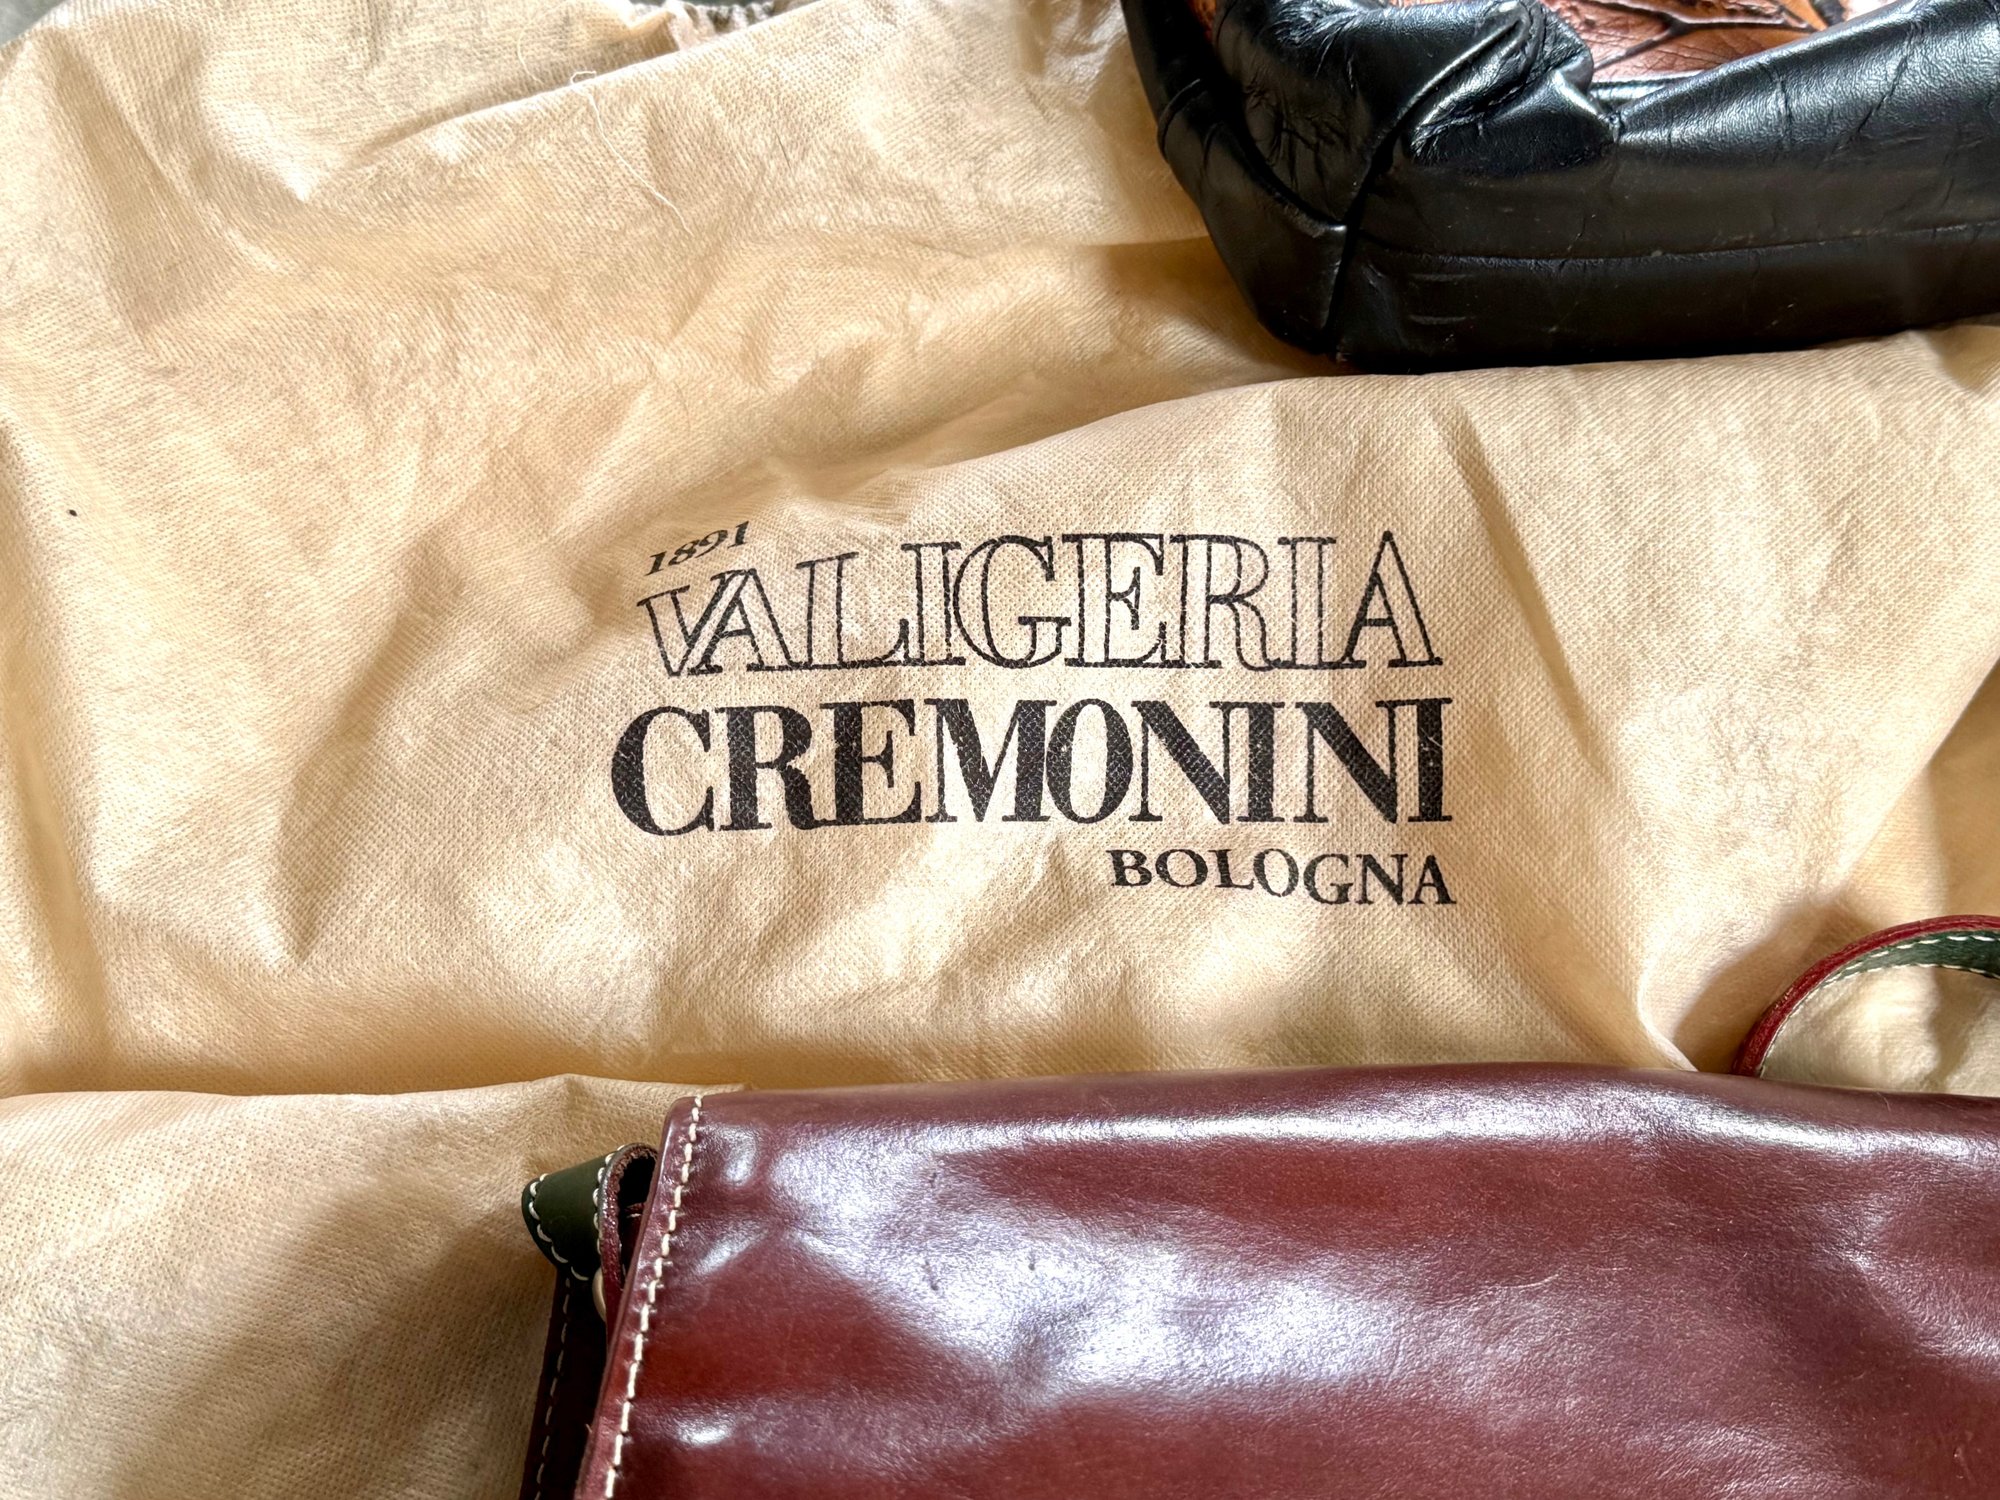 1891
VALIGERIA
CREMONINI
BOLOGNA